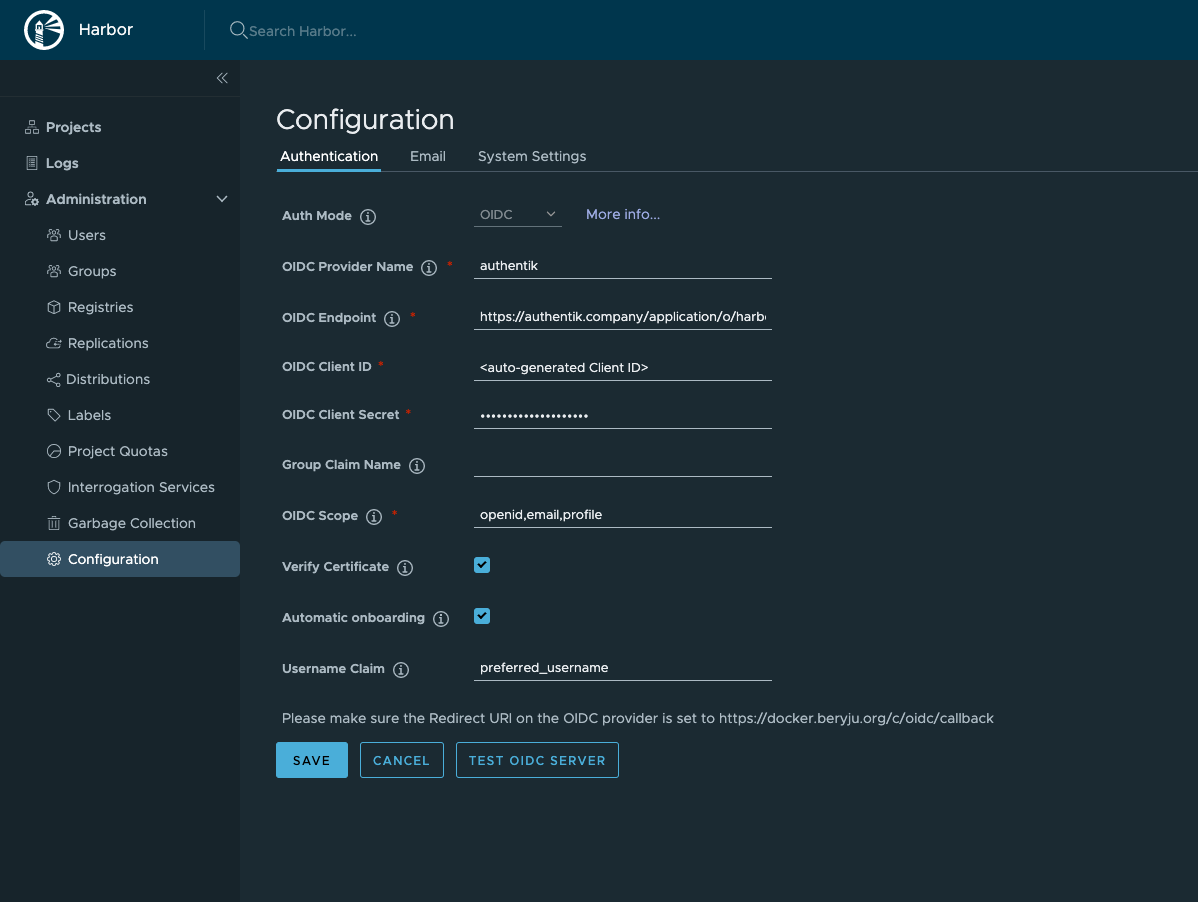 Harbor
Search Harbor...
Projects
Logs
Administration
Users
Groups
Registries
Replications
Distributions
Labels
Project Quotas
Interrogation Services
Garbage Collection
Configuration
Configuration
Authentication Email System Settings
Auth Mode OIDC More info...
OIDC Provider Name * authentik
OIDC Endpoint * https://authentik.company/application/o/harb
OIDC Client ID * <auto-generated Client ID>
OIDC Client Secret * ••••••••••••••••••••
Group Claim Name
OIDC Scope * openid,email,profile
Verify Certificate
Automatic onboarding
Username Claim preferred_username
Please make sure the Redirect URI on the OIDC provider is set to https://docker.beryju.org/c/oidc/callback
SAVE CANCEL TEST OIDC SERVER